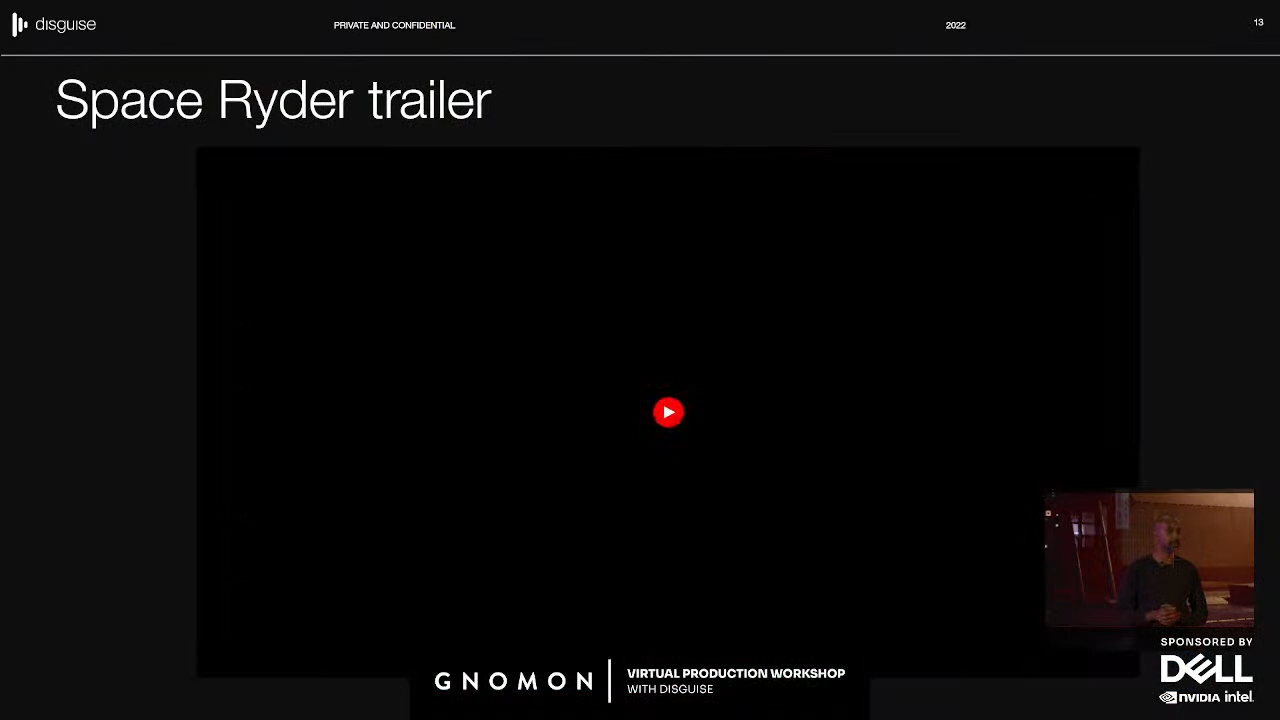 disguise
PRIVATE AND CONFIDENTIAL
2022
13
Space Ryder trailer
SPONSORED BY
DELL
NVIDIA intel.
GNOMON
VIRTUAL PRODUCTION WORKSHOP
WITH DISGUISE